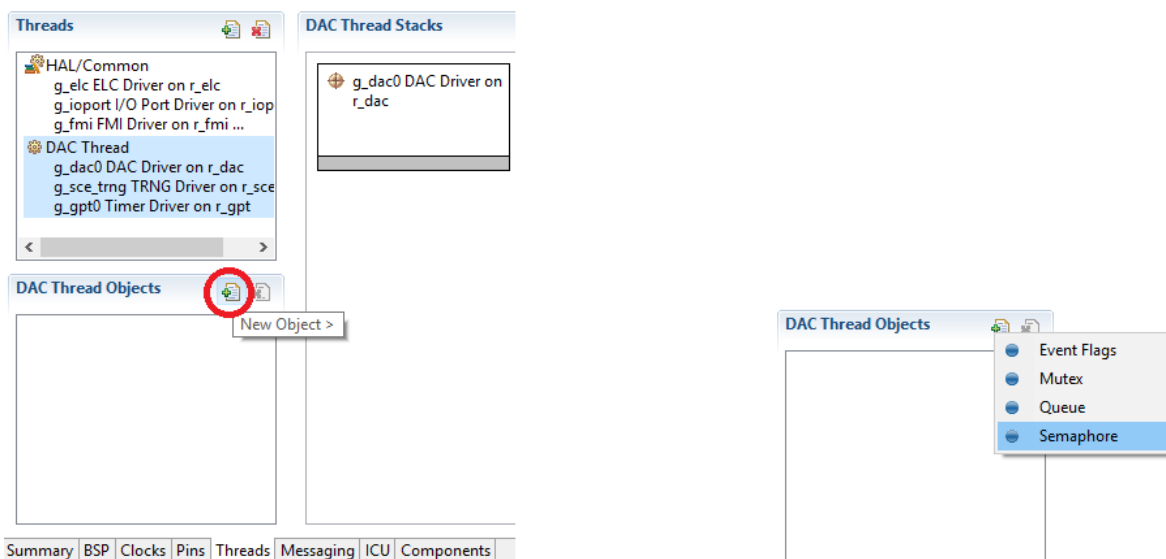 Threads
HAL/Common
g_elc ELC Driver on r_elc
g_ioport I/O Port Driver on r_iop
g_fmi FMI Driver on r_fmi ...
DAC Thread
g_dac0 DAC Driver on r_dac
g_sce_trng TRNG Driver on r_sce
g_gpt0 Timer Driver on r_gpt
DAC Thread Stacks
g_dac0 DAC Driver on
r_dac
DAC Thread Objects
New Object >
Summary BSP Clocks Pins Threads Messaging ICU Components
DAC Thread Objects
Event Flags
Mutex
Queue
Semaphore